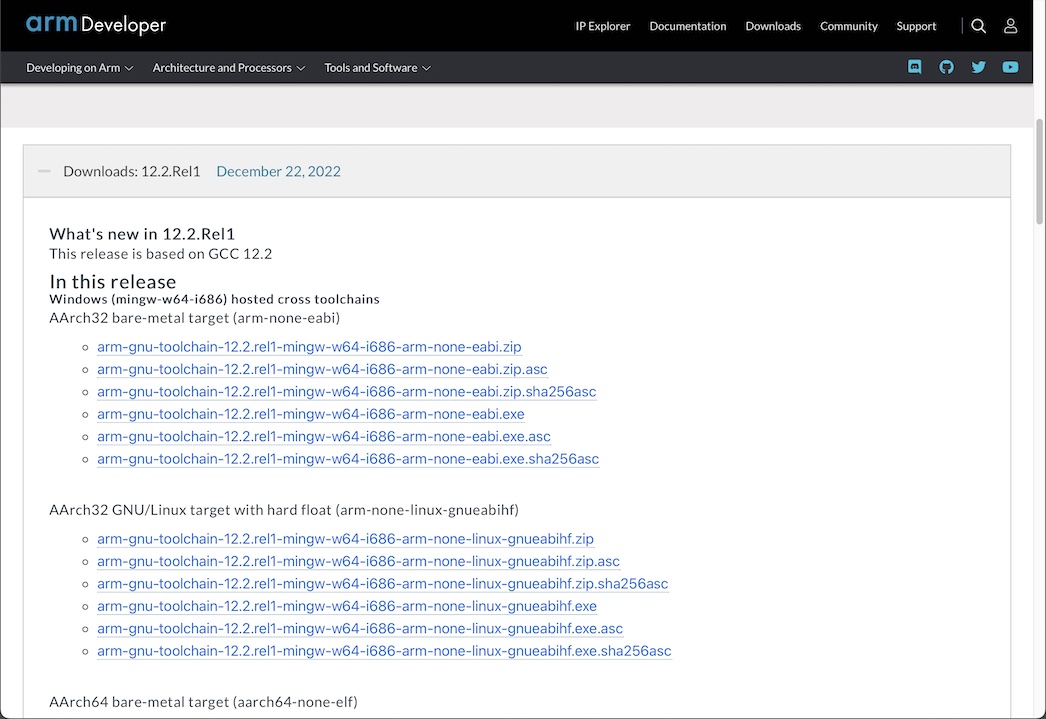 arm Developer
IP Explorer Documentation Downloads Community Support
Developing on Arm Architecture and Processors Tools and Software
Downloads: 12.2.Rel1 December 22, 2022
What's new in 12.2.Rel1
This release is based on GCC 12.2
In this release
Windows (mingw-w64-i686) hosted cross toolchains
AArch32 bare-metal target (arm-none-eabi)
arm-gnu-toolchain-12.2.rel1-mingw-w64-i686-arm-none-eabi.zip
arm-gnu-toolchain-12.2.rel1-mingw-w64-i686-arm-none-eabi.zip.asc
arm-gnu-toolchain-12.2.rel1-mingw-w64-i686-arm-none-eabi.zip.sha256asc
arm-gnu-toolchain-12.2.rel1-mingw-w64-i686-arm-none-eabi.exe
arm-gnu-toolchain-12.2.rel1-mingw-w64-i686-arm-none-eabi.exe.asc
arm-gnu-toolchain-12.2.rel1-mingw-w64-i686-arm-none-eabi.exe.sha256asc
AArch32 GNU/Linux target with hard float (arm-none-linux-gnueabihf)
arm-gnu-toolchain-12.2.rel1-mingw-w64-i686-arm-none-linux-gnueabihf.zip
arm-gnu-toolchain-12.2.rel1-mingw-w64-i686-arm-none-linux-gnueabihf.zip.asc
arm-gnu-toolchain-12.2.rel1-mingw-w64-i686-arm-none-linux-gnueabihf.zip.sha256asc
arm-gnu-toolchain-12.2.rel1-mingw-w64-i686-arm-none-linux-gnueabihf.exe
arm-gnu-toolchain-12.2.rel1-mingw-w64-i686-arm-none-linux-gnueabihf.exe.asc
arm-gnu-toolchain-12.2.rel1-mingw-w64-i686-arm-none-linux-gnueabihf.exe.sha256asc
AArch64 bare-metal target (aarch64-none-elf)